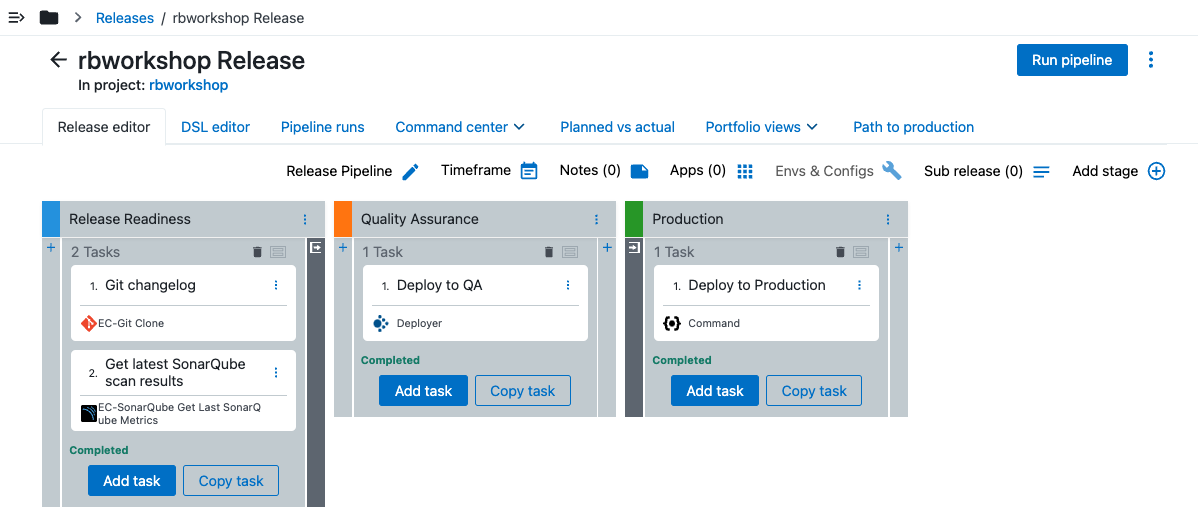 Releases / rbworkshop Release
rbworkshop Release
Run pipeline
In project: rbworkshop
Release editor
DSL editor
Pipeline runs
Command center
Planned vs actual
Portfolio views
Path to production
Release Pipeline
Timeframe
Notes (0)
Apps (0)
Envs & Configs
Sub release (0)
Add stage
Release Readiness
2 Tasks
1. Git changelog
EC-Git Clone
2. Get latest SonarQube
scan results
EC-SonarQube Get Last SonarQ
ube Metrics
Completed
Add task
Copy task
Quality Assurance
1 Task
1. Deploy to QA
Deployer
Completed
Add task
Copy task
Production
1 Task
1. Deploy to Production
Command
Completed
Add task
Copy task